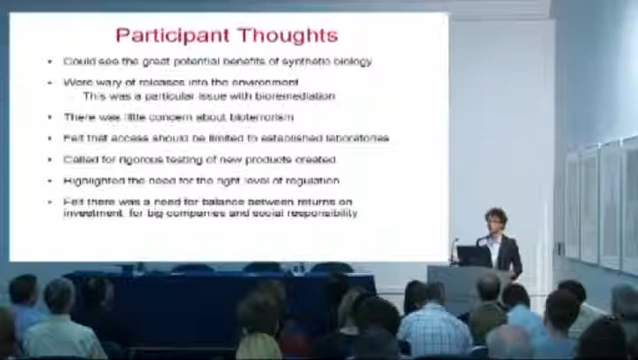 Participant Thoughts
• Could see the great potential benefits of synthetic biology
• Were wary of releases into the environment
– This was a particular issue with bioremediation
• There was little concern about bioterrorism
• Felt that access should be limited to established laboratories
• Called for rigorous testing of new products created
• Highlighted the need for the right level of regulation
• Felt there was a need for balance between returns on
investment, for big companies and social responsibility